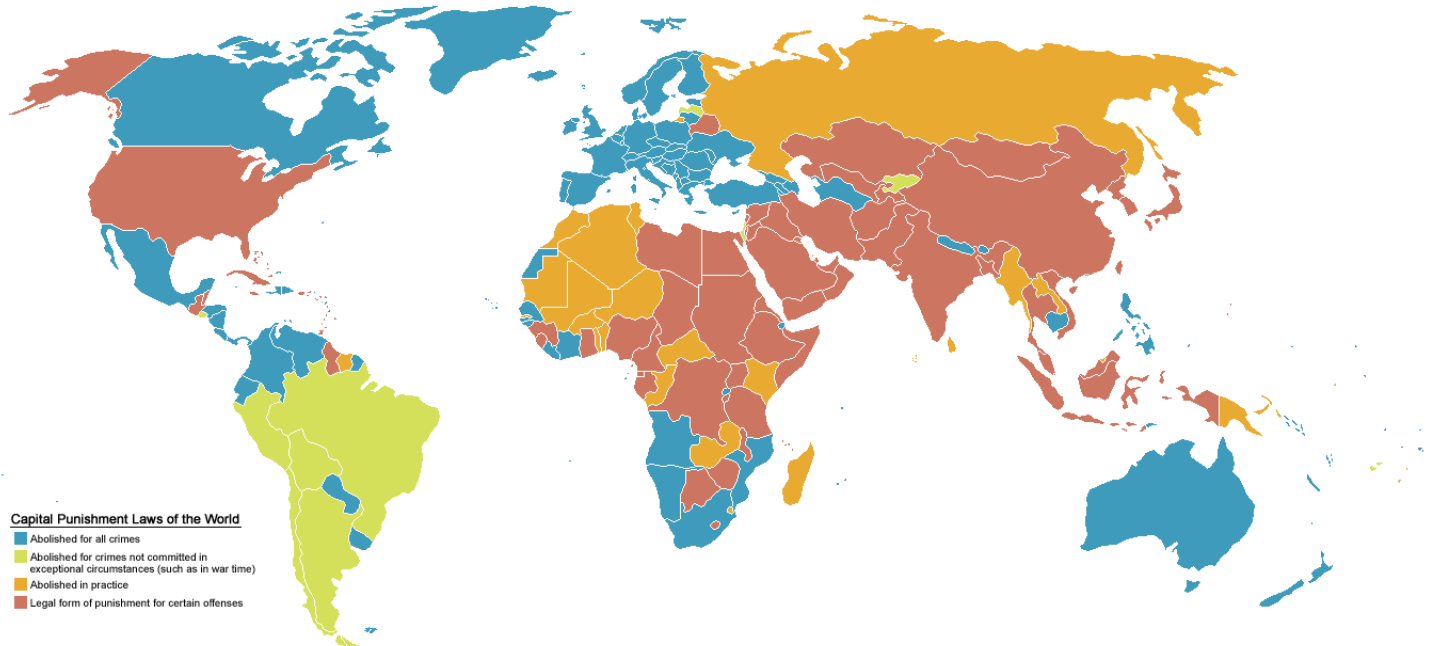 Capital Punishment Laws of the World
Abolished for all crimes
Abolished for crimes not committed in
exceptional circumstances (such as in war time)
Abolished in practice
Legal form of punishment for certain offenses